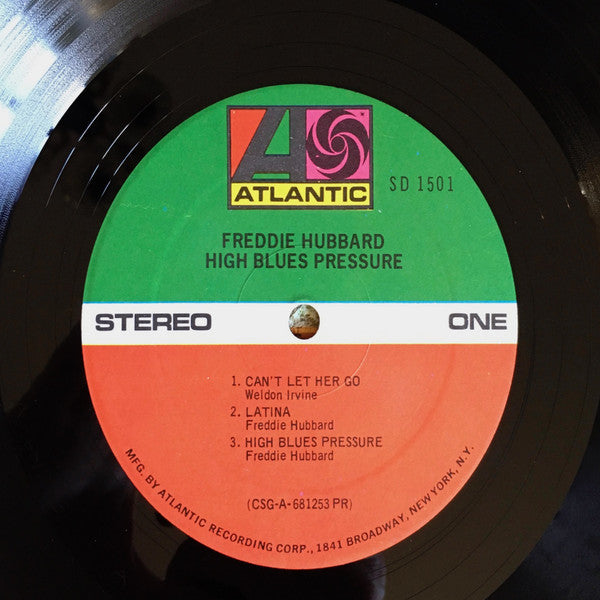 ATLANTIC
SD 1501
FREDDIE HUBBARD
HIGH BLUES PRESSURE
STEREO
ONE
1. CAN'T LET HER GO
Weldon Irvine
2. LATINA
Freddie Hubbard
3. HIGH BLUES PRESSURE
Freddie Hubbard
(CSG-A-681253 PR)
MFG. BY ATLANTIC RECORDING CORP., 1841 BROADWAY, NEW YORK, N.Y.